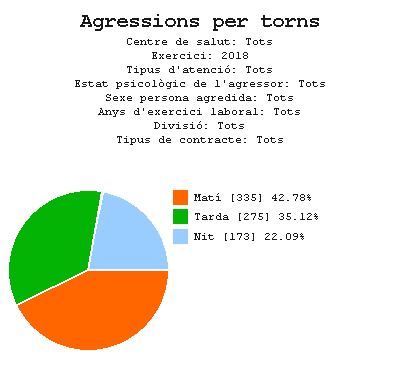 Agressions per torns
Centre de salut: Tots
Exercici: 2018
Tipus d'atenció: Tots
Estat psicològic de l'agressor: Tots
Sexe persona agredida: Tots
Anys d'exercici laboral: Tots
Divisió: Tots
Tipus de contracte: Tots
Matí [335] 42.78%
Tarda [275] 35.12%
Nit [173] 22.09%